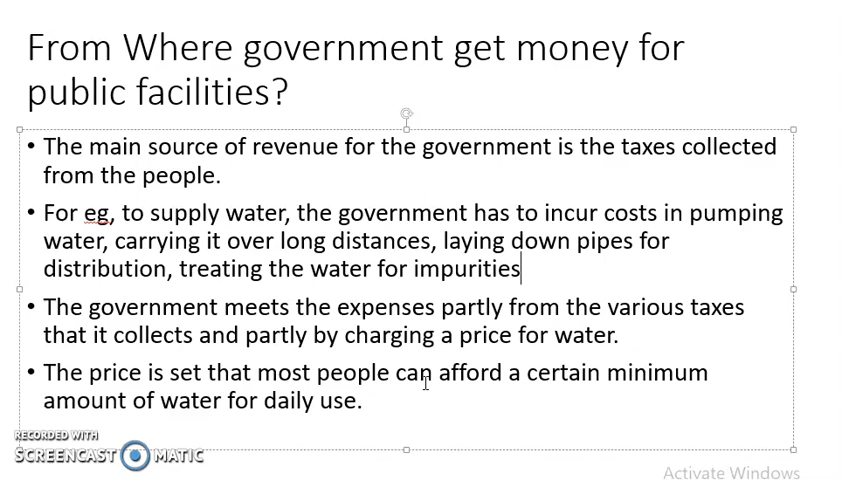 From Where government get money for
public facilities?
• The main source of revenue for the government is the taxes collected
from the people.
• For eg, to supply water, the government has to incur costs in pumping
water, carrying it over long distances, laying down pipes for
distribution, treating the water for impurities
• The government meets the expenses partly from the various taxes
that it collects and partly by charging a price for water.
• The price is set that most people can afford a certain minimum
amount of water for daily use.
RECORDED WITH
SCREENCAST MATIC
Activate Windows